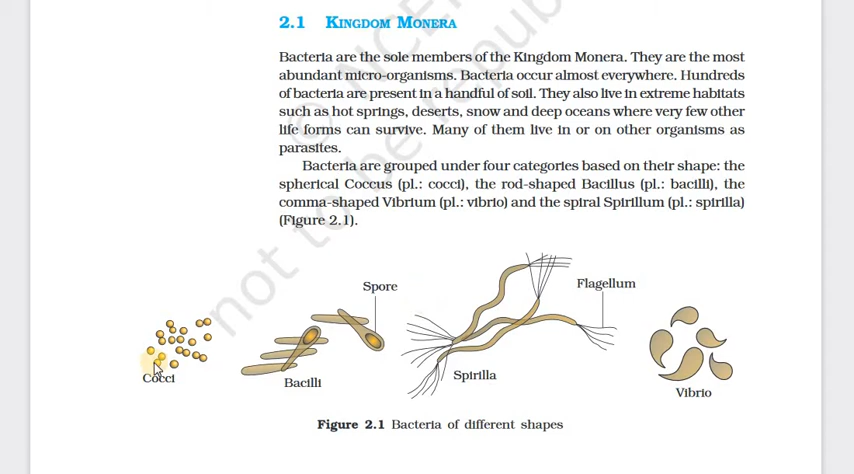 2.1 KINGDOM MONERA
Bacteria are the sole members of the Kingdom Monera. They are the most
abundant micro-organisms. Bacteria occur almost everywhere. Hundreds
of bacteria are present in a handful of soil. They also live in extreme habitats
such as hot springs, deserts, snow and deep oceans where very few other
life forms can survive. Many of them live in or on other organisms as
parasites.
Bacteria are grouped under four categories based on their shape: the
spherical Coccus (pl.: cocci), the rod-shaped Bacillus (pl.: bacilli), the
comma-shaped Vibrium (pl.: vibrio) and the spiral Spirillum (pl.: spirilla)
(Figure 2.1).
Spore
Flagellum
Cocci
Bacilli
Spirilla
Vibrio
Figure 2.1 Bacteria of different shapes
© NCE
not to be repub